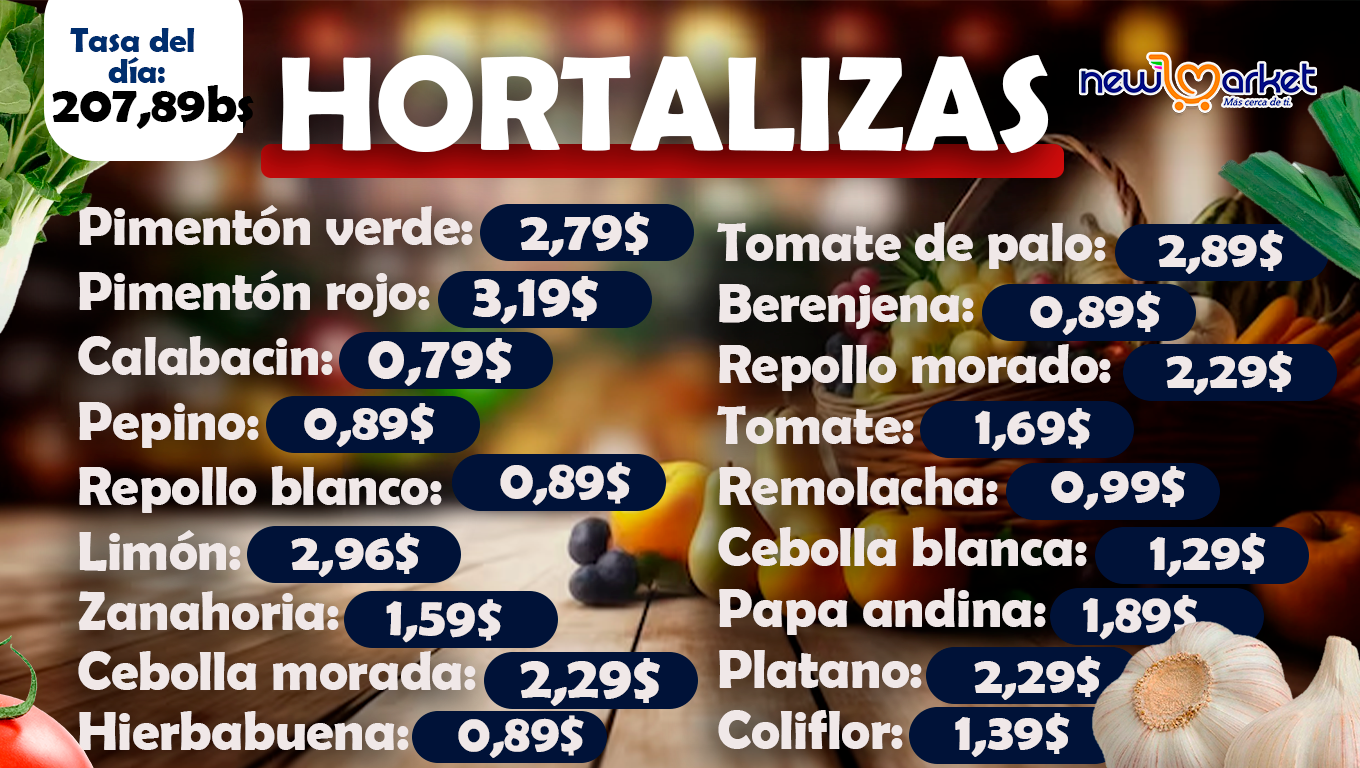 Tasa del
día:
207,89b$
HORTALIZAS
new market
Más cerca de ti.
Pimentón verde: 2,79$
Pimentón rojo: 3,19$
Calabacin: 0,79$
Pepino: 0,89$
Repollo blanco: 0,89$
Limón: 2,96$
Zanahoria: 1,59$
Cebolla morada: 2,29$
Hierbabuena: 0,89$
Tomate de palo: 2,89$
Berenjena: 0,89$
Repollo morado: 2,29$
Tomate: 1,69$
Remolacha: 0,99$
Cebolla blanca: 1,29$
Papa andina: 1,89$
Platano: 2,29$
Coliflor: 1,39$